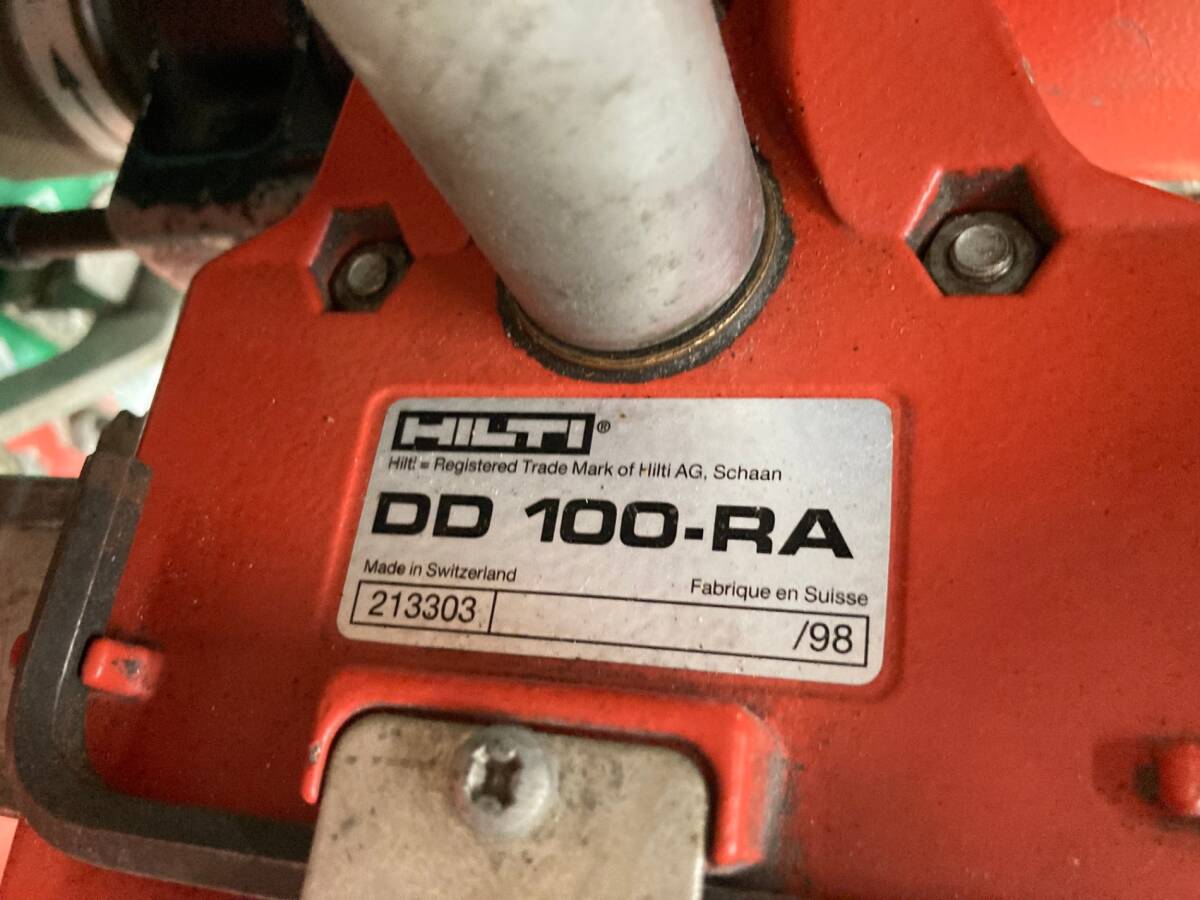 HILTI®
Hilti = Registered Trade Mark of Hilti AG, Schaan
DD 100-RA
Made in Switzerland
Fabrique en Suisse
213303
/98